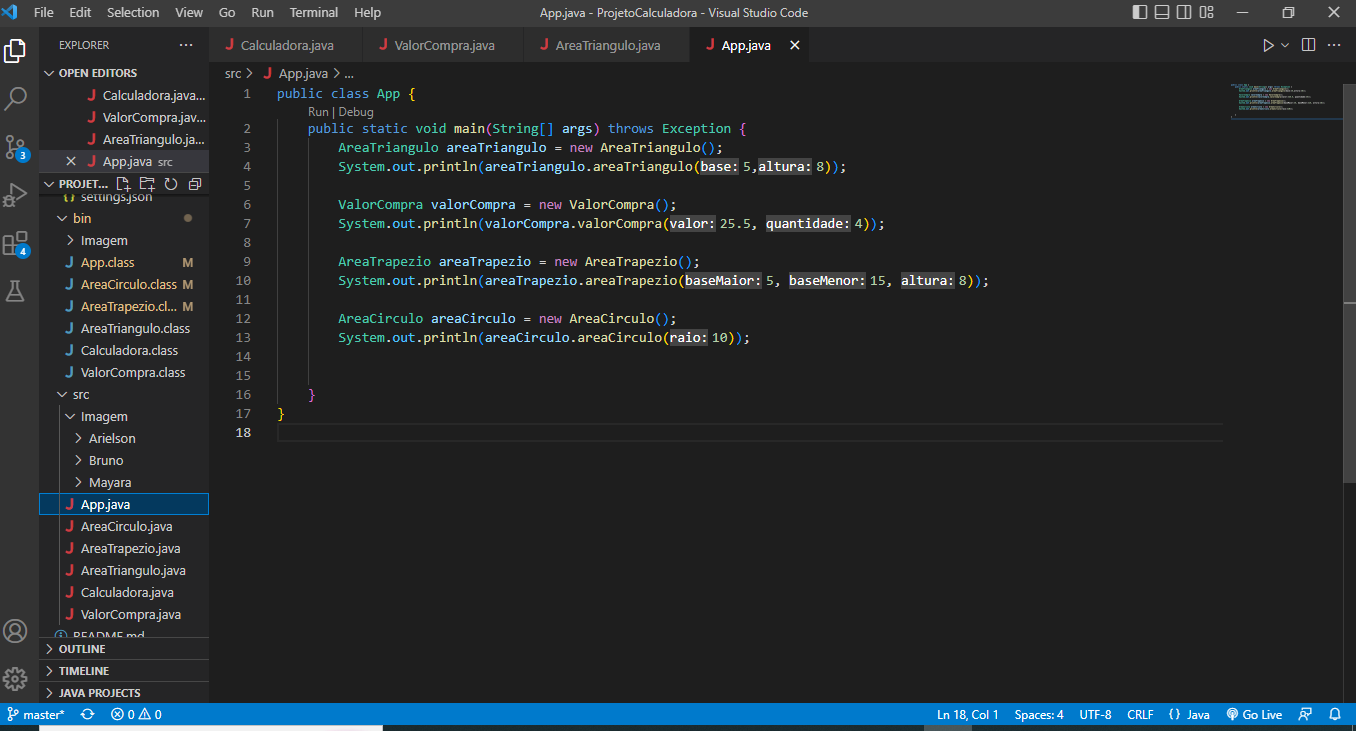 File Edit Selection View Go Run Terminal Help App.java - ProjetoCalculadora - Visual Studio Code
EXPLORER ···
OPEN EDITORS
Calculadora.java...
ValorCompra.jav...
AreaTriangulo.ja...
App.java src
PROJET...
settings.json
bin
Imagem
App.class M
AreaCirculo.class M
AreaTrapezio.cl... M
AreaTriangulo.class
Calculadora.class
ValorCompra.class
src
Imagem
Arielson
Bruno
Mayara
App.java
AreaCirculo.java
AreaTrapezio.java
AreaTriangulo.java
Calculadora.java
ValorCompra.java
README.md
OUTLINE
TIMELINE
JAVA PROJECTS
3
4
Calculadora.java ValorCompra.java AreaTriangulo.java App.java
src > App.java > ...
1 public class App {
Run | Debug
2 public static void main(String[] args) throws Exception {
3 AreaTriangulo areaTriangulo = new AreaTriangulo();
4 System.out.println(areaTriangulo.areaTriangulo(base: 5,altura: 8));
5
6 ValorCompra valorCompra = new ValorCompra();
7 System.out.println(valorCompra.valorCompra(valor: 25.5, quantidade: 4));
8
9 AreaTrapezio areaTrapezio = new AreaTrapezio();
10 System.out.println(areaTrapezio.areaTrapezio(baseMaior: 5, baseMenor: 15, altura: 8));
11
12 AreaCirculo areaCirculo = new AreaCirculo();
13 System.out.println(areaCirculo.areaCirculo(raio: 10));
14
15
16 }
17 }
18
master* 0 0 Ln 18, Col 1 Spaces: 4 UTF-8 CRLF {} Java Go Live